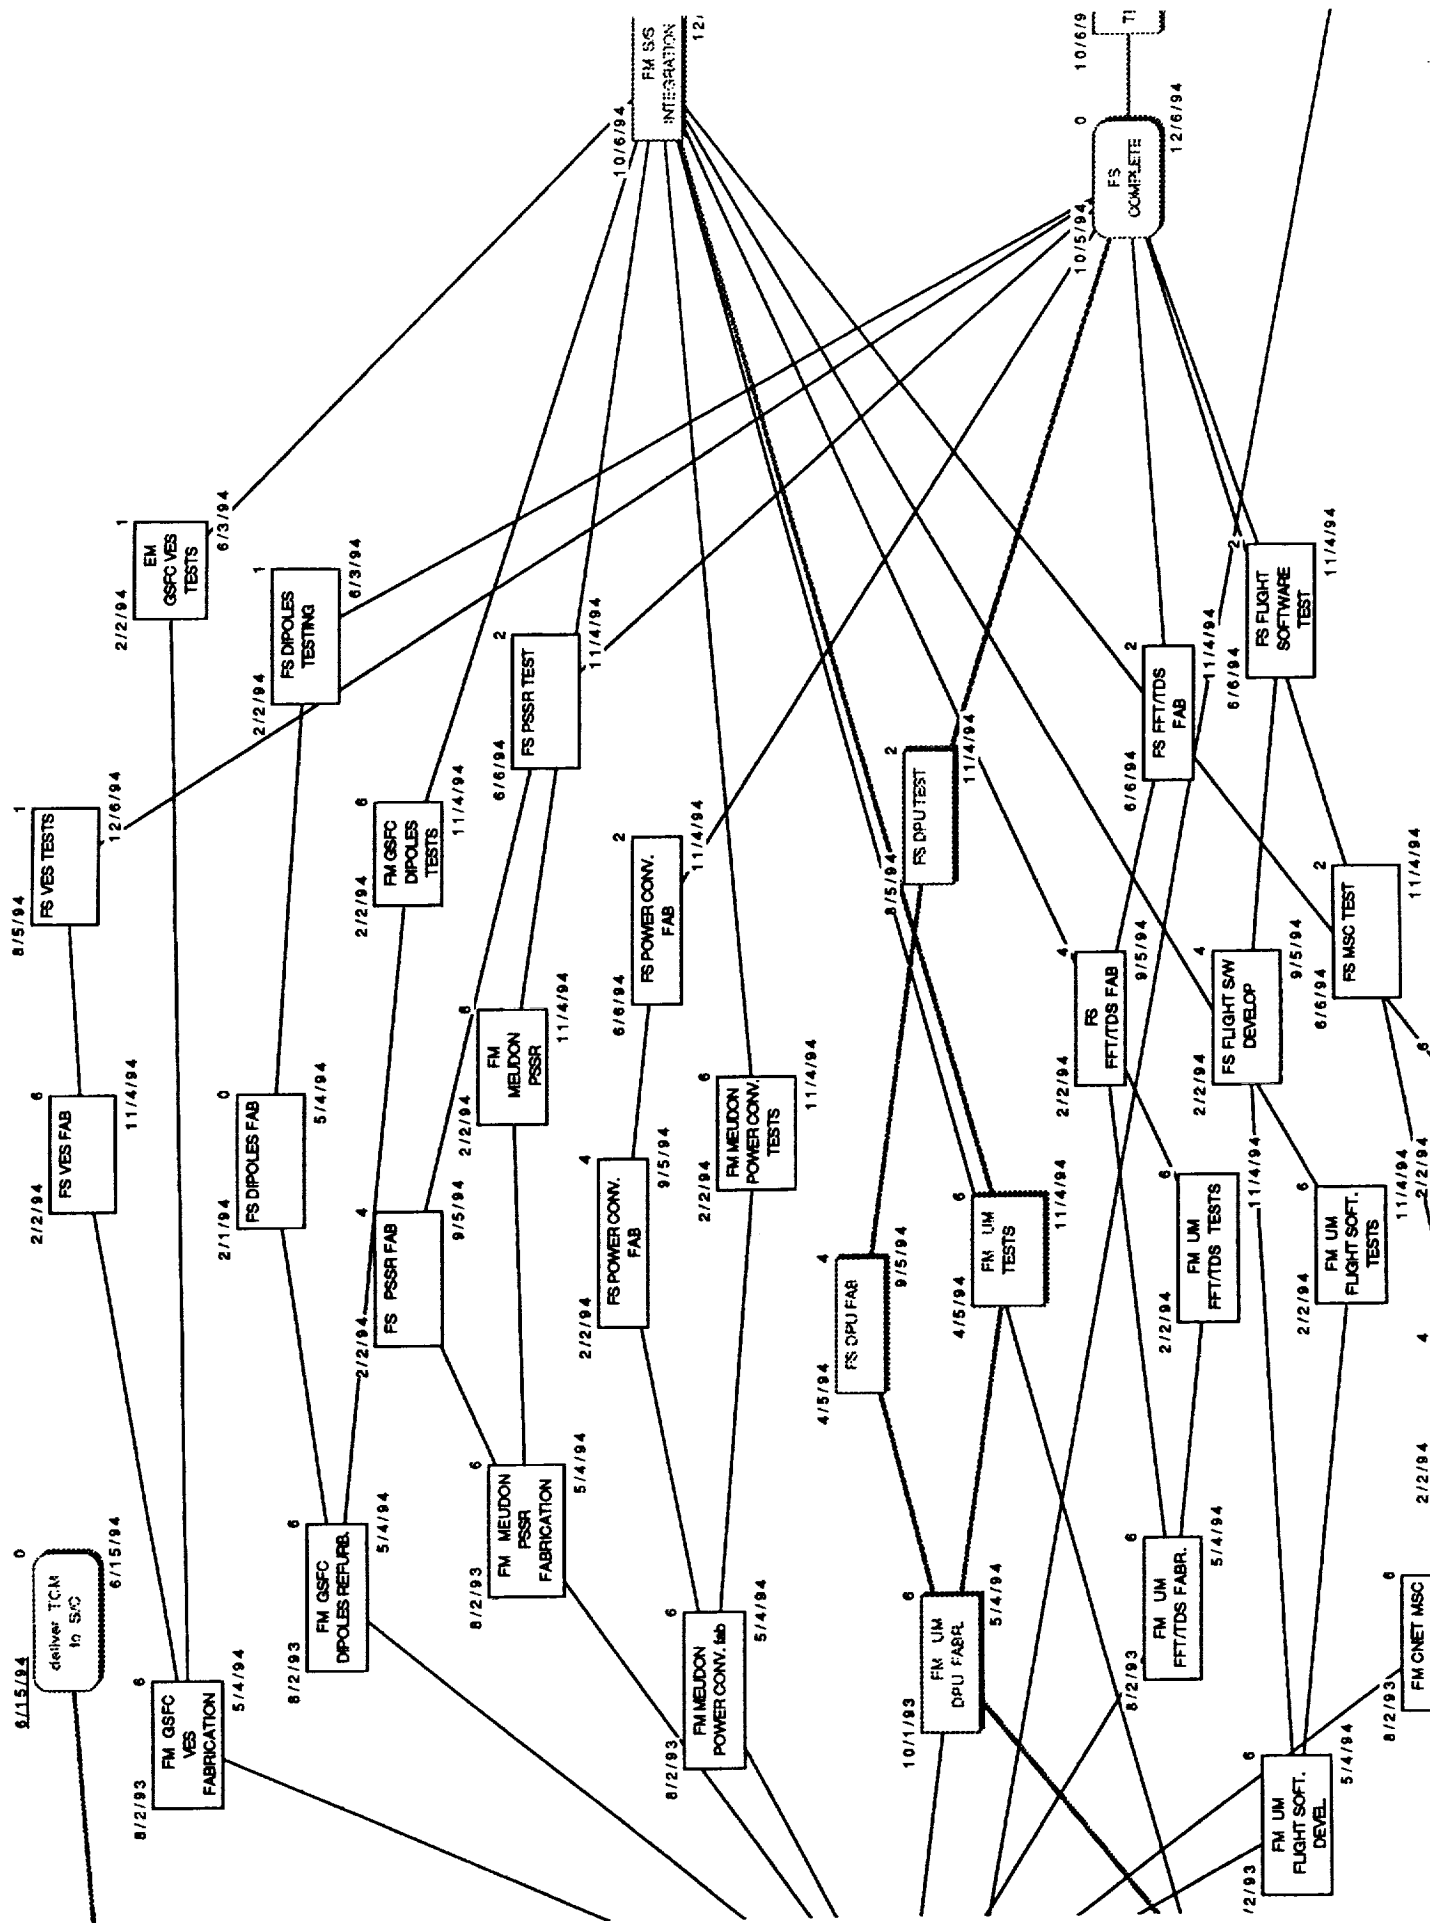 6/15/94
0
deliver TCM
to S/C
6/15/94
8/5/94
1
FS VES TESTS
12/6/94
2/2/94
6
FS VES FAB
11/4/94
2/2/94
1
EM
GSFC VES
TESTS
6/3/94
8/2/93
6
FM GSFC
VES
FABRICATION
5/4/94
2/1/94
0
FS DIPOLES FAB
5/4/94
2/2/94
1
FS DIPOLES
TESTING
6/3/94
8/2/93
6
FM GSFC
DIPOLES REFURB.
5/4/94
2/2/94
6
FM GSFC
DIPOLES
TESTS
11/4/94
2/2/94
4
FS PSSR FAB
9/5/94
6/6/94
2
FS PSSR TEST
11/4/94
8/2/93
6
FM MEUDON
PSSR
FABRICATION
5/4/94
2/2/94
6
FM
MEUDON
PSSR
11/4/94
2/2/94
4
FS POWER CONV.
FAB
9/5/94
6/6/94
2
FS POWER CONV.
FAB
11/4/94
10/6/94
FM S/S
INTEGRATION
12/
8/2/93
6
FM MEUDON
POWER CONV. fab
5/4/94
2/2/94
6
FM MEUDON
POWER CONV.
TESTS
11/4/94
4/5/94
4
FS DPU FAB
9/5/94
8/5/94
2
FS DPU TEST
11/4/94
10/1/93
6
FM UM
DPU FABR.
5/4/94
4/5/94
6
FM UM
TESTS
11/4/94
2/2/94
4
FS
FFT/TDS FAB
9/5/94
10/5/94
0
FS
COMPLETE
12/6/94
10/6/9
8/2/93
6
FM UM
FFT/TDS FABR.
5/4/94
2/2/94
6
FM UM
FFT/TDS TESTS
11/4/94
6/6/94
2
FS FFT/TDS
FAB
11/4/94
2/2/94
4
FS FLIGHT S/W
DEVELOP
9/5/94
6/6/94
2
FS FLIGHT
SOFTWARE
TEST
11/4/94
/2/93
6
FM UM
FLIGHT SOFT.
DEVEL.
5/4/94
2/2/94
6
FM UM
FLIGHT SOFT.
TESTS
11/4/94
6/6/94
2
FS MSC TEST
11/4/94
8/2/93
6
FM CNET MSC
2/2/94
4
2/2/94
6